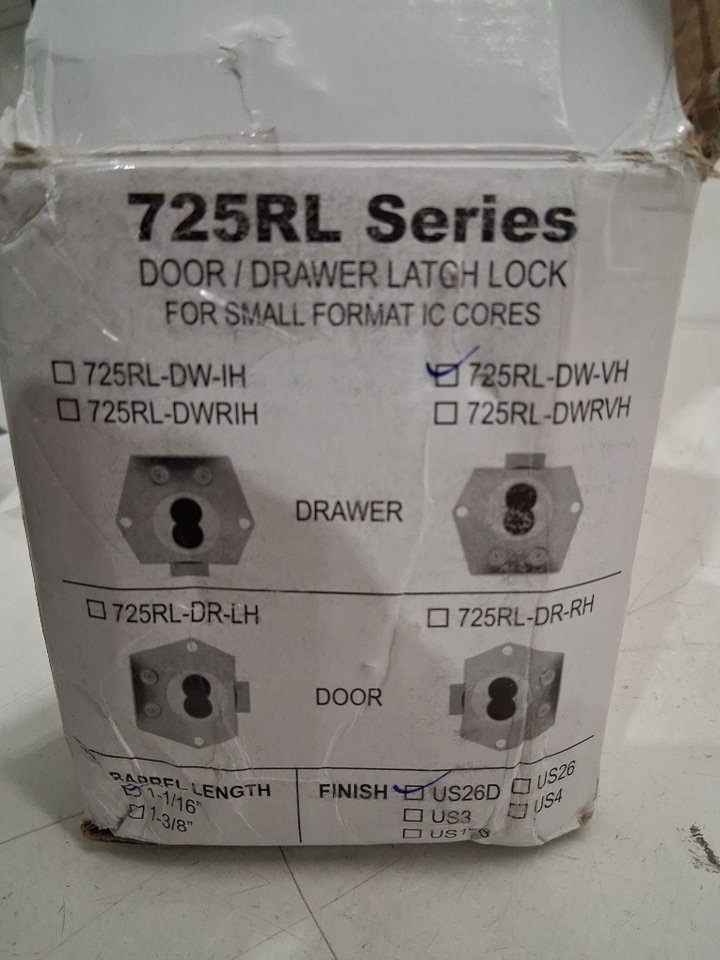 725RL Series
DOOR / DRAWER LATCH LOCK
FOR SMALL FORMAT IC CORES
725RL-DW-IH 725RL-DW-VH
725RL-DWRIH 725RL-DWRVH
DRAWER
725RL-DR-LH 725RL-DR-RH
DOOR
BARREL LENGTH
1-1/16"
1-3/8"
FINISH US26D US26
US3 US4